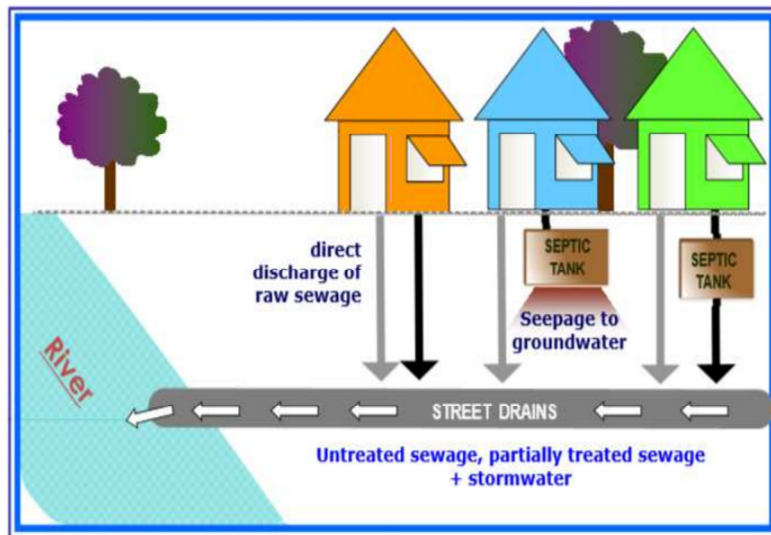 direct
discharge of
raw sewage
SEPTIC
TANK
SEPTIC
TANK
Seepage to
groundwater
River
STREET DRAINS
Untreated sewage, partially treated sewage
+ stormwater